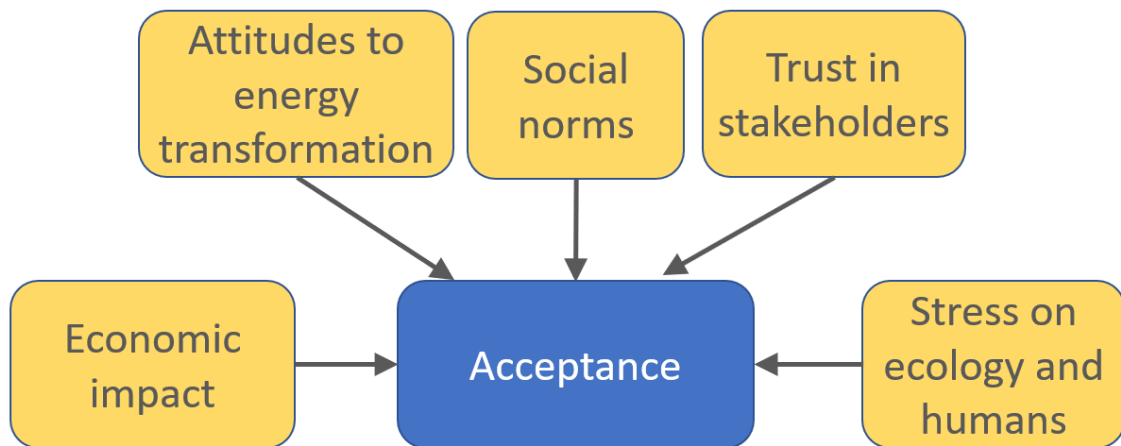 Attitudes to
energy
transformation
Social
norms
Trust in
stakeholders
Economic
impact
Acceptance
Stress on
ecology and
humans